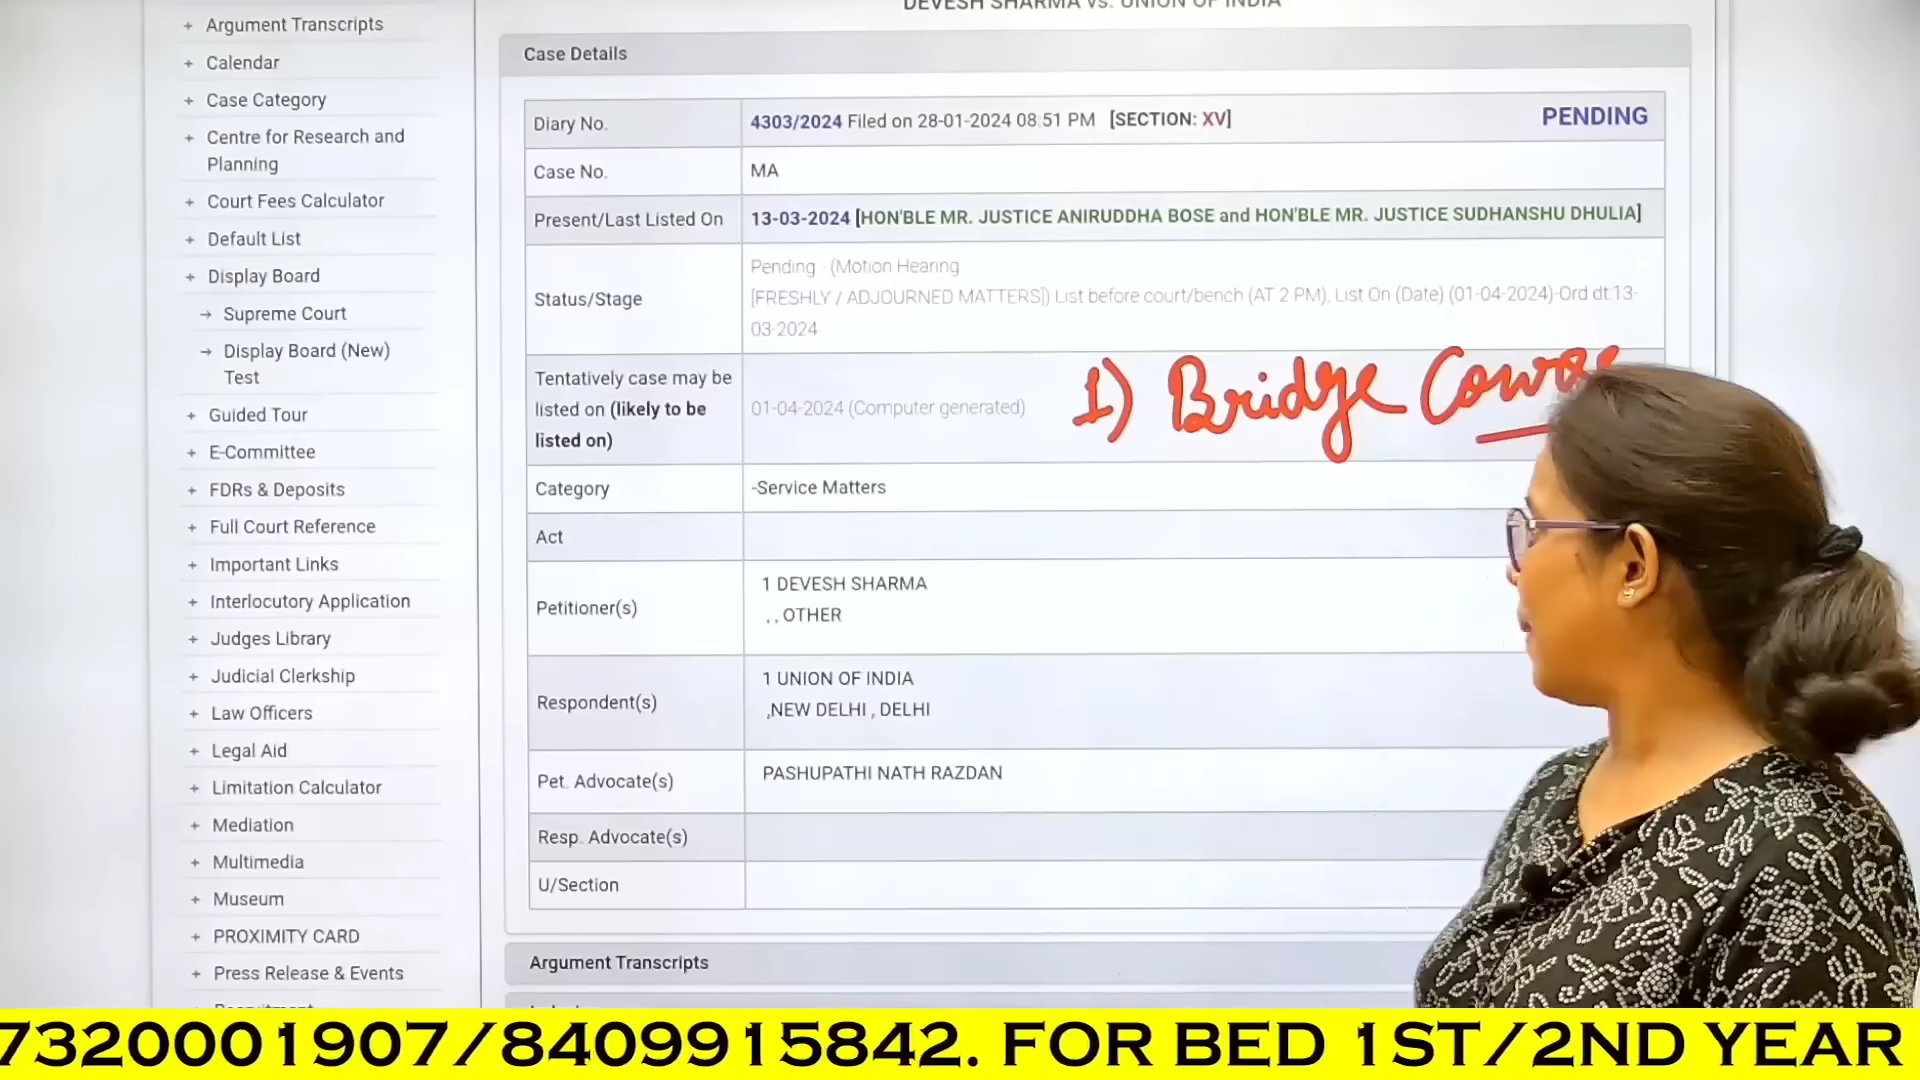 DEVESH SHARMA vs. UNION OF INDIA
+ Argument Transcripts
+ Calendar
+ Case Category
+ Centre for Research and
Planning
+ Court Fees Calculator
+ Default List
+ Display Board
→ Supreme Court
→ Display Board (New)
Test
+ Guided Tour
+ E-Committee
+ FDRs & Deposits
+ Full Court Reference
+ Important Links
+ Interlocutory Application
+ Judges Library
+ Judicial Clerkship
+ Law Officers
+ Legal Aid
+ Limitation Calculator
+ Mediation
+ Multimedia
+ Museum
+ PROXIMITY CARD
+ Press Release & Events
Case Details
Diary No. 4303/2024 Filed on 28-01-2024 08:51 PM [SECTION: XV] PENDING
Case No. MA
Present/Last Listed On 13-03-2024 [HON'BLE MR. JUSTICE ANIRUDDHA BOSE and HON'BLE MR. JUSTICE SUDHANSHU DHULIA]
Status/Stage
Pending (Motion Hearing
[FRESHLY / ADJOURNED MATTERS]) List before court/bench (AT 2 PM), List On (Date) (01-04-2024)-Ord dt:13-
03-2024
Tentatively case may be
listed on (likely to be
listed on)
01-04-2024 (Computer generated)
1) Bridge Course
Category -Service Matters
Act
Petitioner(s)
1 DEVESH SHARMA
, , OTHER
Respondent(s)
1 UNION OF INDIA
,NEW DELHI , DELHI
Pet. Advocate(s) PASHUPATHI NATH RAZDAN
Resp. Advocate(s)
U/Section
Argument Transcripts
7320001907/8409915842. FOR BED 1ST/2ND YEAR